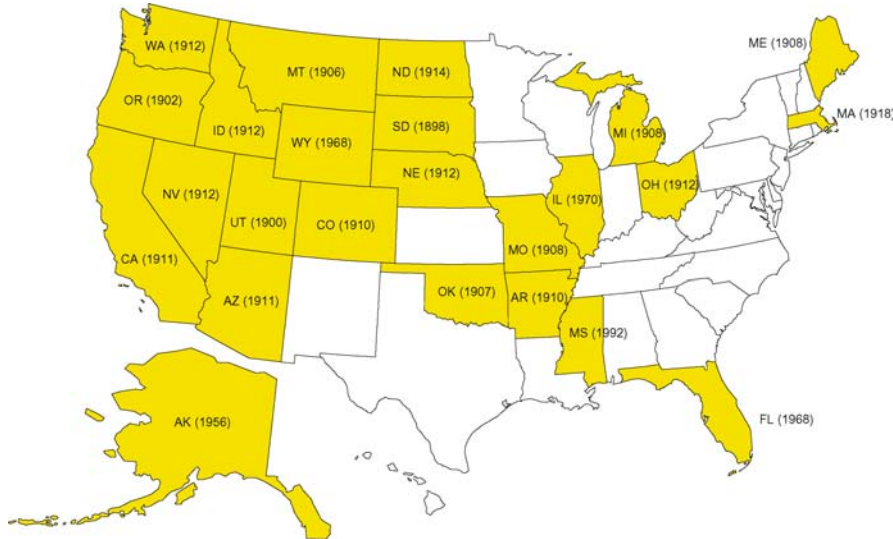 ME (1908)
WA (1912)
MT (1906)
ND (1914)
OR (1902)
MA (1918)
ID (1912)
SD (1898)
MI (1908)
WY (1968)
NE (1912)
OH (1912)
NV (1912)
IL (1970)
UT (1900)
CO (1910)
MO (1908)
CA (1911)
OK (1907)
AR (1910)
AZ (1911)
MS (1992)
AK (1956)
FL (1968)